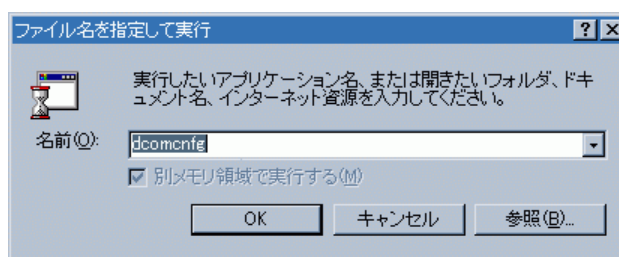 ファイル名を指定して実行
実行したいアプリケーション名、または開きたいフォルダ、ドキ
ュメント名、インターネット資源を入力してください。
名前(O):
dcomcnfg
別メモリ領域で実行する(M)
OK
キャンセル
参照(B)...